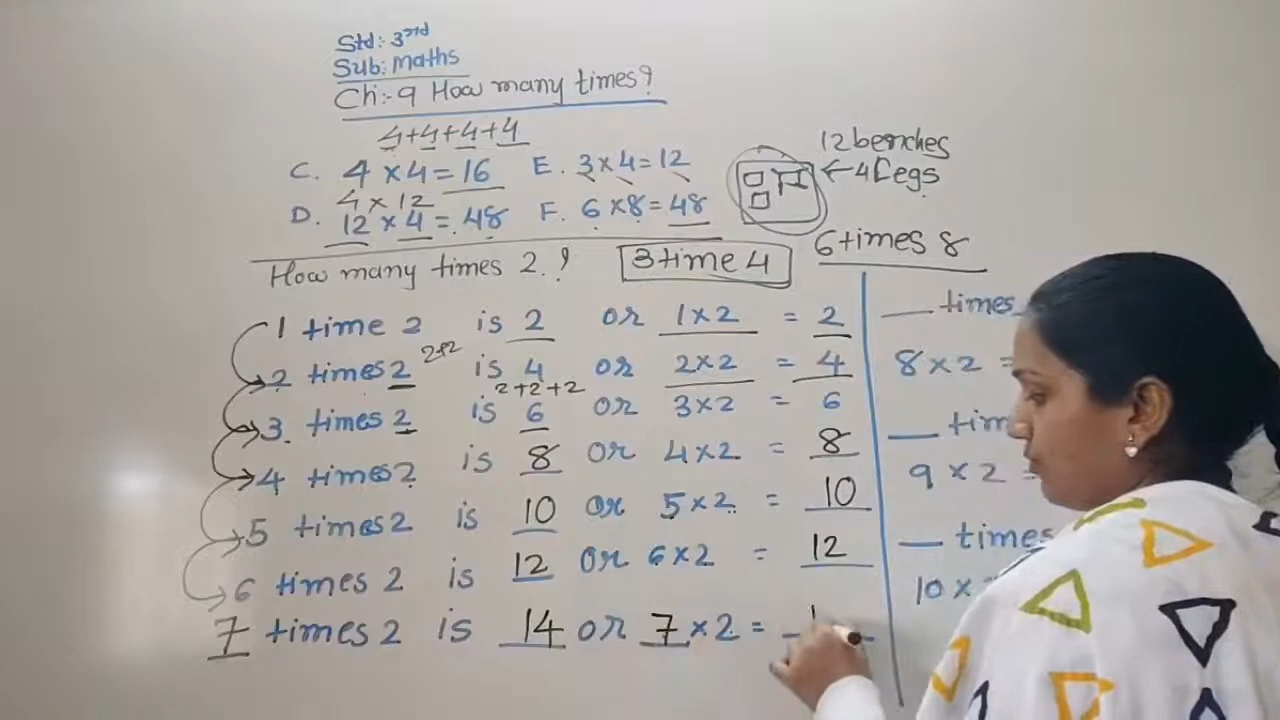 Std:- 3rd
Sub: Maths
Ch:- 9 How many times?
4+4+4+4
C. 4 × 4 = 16
E. 3 × 4 = 12
4 × 12
D. 12 × 4 = 48
F. 6 × 8 = 48
12 benches
←4 Legs
6 times 8
How many times 2.?
3 time 4
1 time 2 is 2 or 1×2 = 2
2+2
2 times 2 is 4 or 2×2 = 4
2+2+2
3. times 2 is 6 or 3×2 = 6
4 times 2 is 8 or 4×2 = 8
5 times 2 is 10 or 5×2 = 10
6 times 2 is 12 or 6×2 = 12
7 times 2 is 14 or 7×2 =
__ times
8 × 2 =
__
9 × 2 =
__ times
10 ×